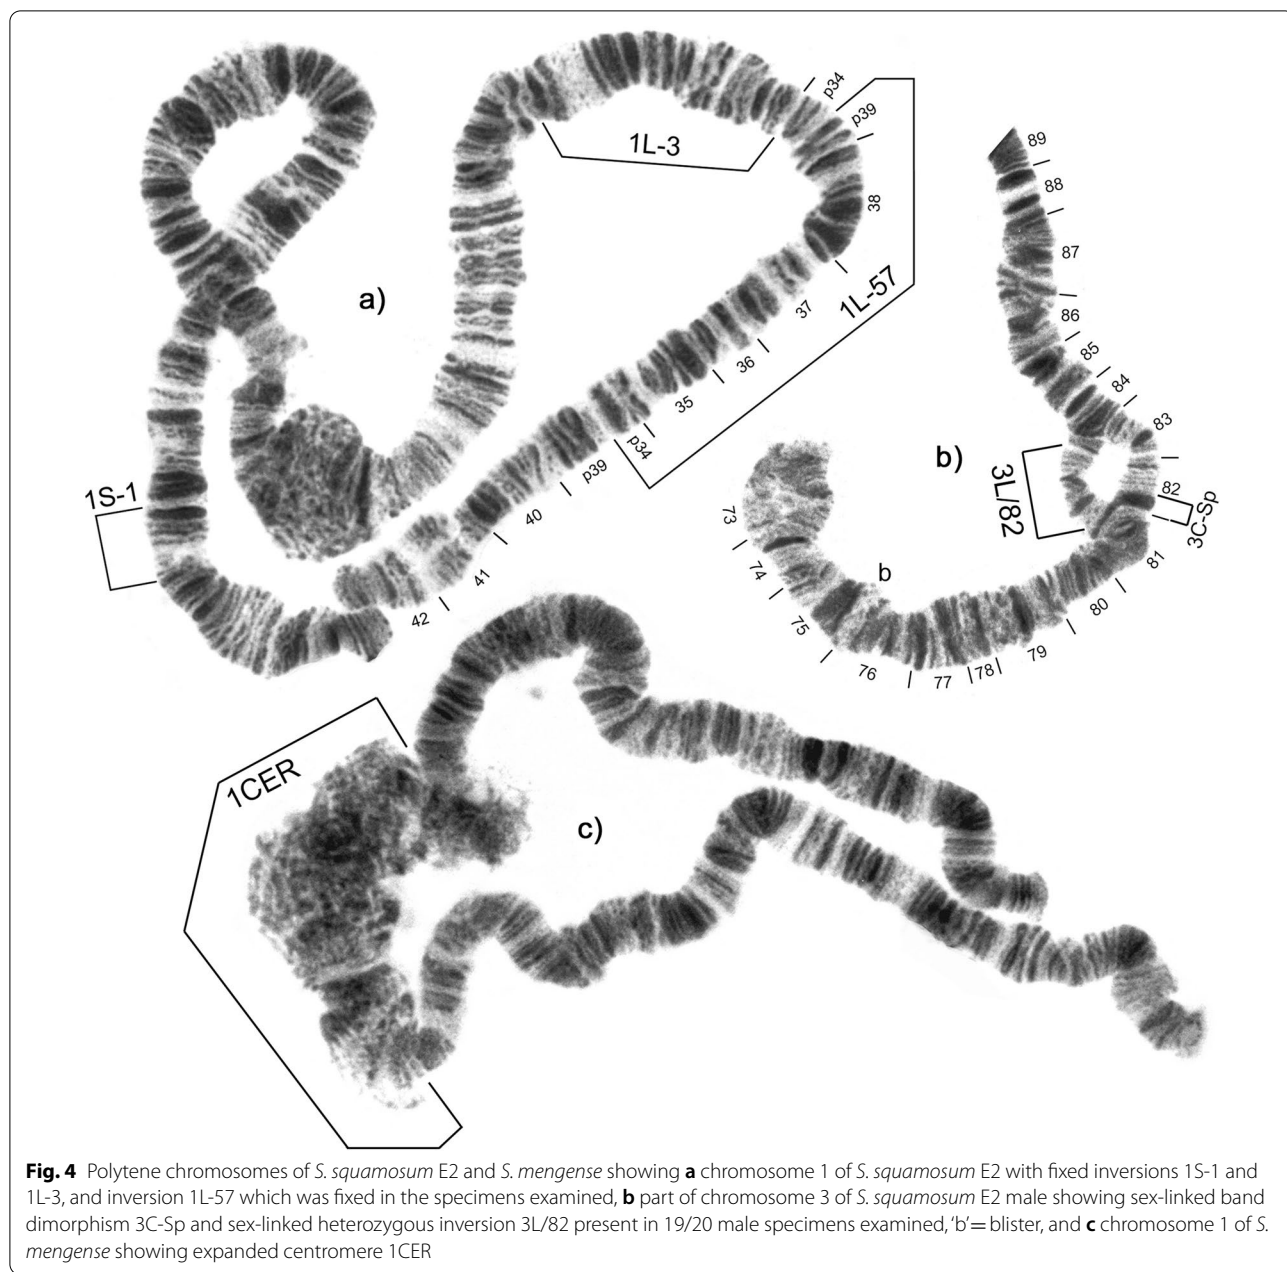 p34
p39
1L-3
38
1L-57
a)
37
36
35
p34
p39
40
41
42
1S-1
89
88
87
86
85
84
83
82
3C-Sp
81
80
79
78
77
76
75
74
73
b
b)
3L/82
1CER
c)
Fig. 4 Polytene chromosomes of S. squamosum E2 and S. mengense showing a chromosome 1 of S. squamosum E2 with fixed inversions 1S-1 and
1L-3, and inversion 1L-57 which was fixed in the specimens examined, b part of chromosome 3 of S. squamosum E2 male showing sex-linked band
dimorphism 3C-Sp and sex-linked heterozygous inversion 3L/82 present in 19/20 male specimens examined, ‘b’ = blister, and c chromosome 1 of S.
mengense showing expanded centromere 1CER